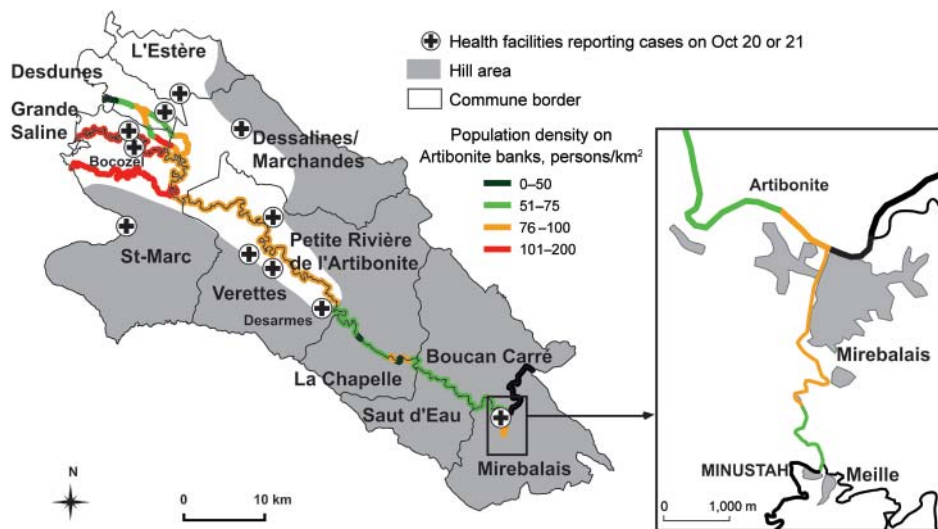 L'Estère
Desdunes
Grande
Saline
Bocozel
Dessalines/
Marchandes
St-Marc
Petite Rivière
de l'Artibonite
Verettes
Desarmes
La Chapelle
Boucan Carré
Saut d'Eau
Mirebalais
N
0 10 km
Health facilities reporting cases on Oct 20 or 21
Hill area
Commune border
Population density on
Artibonite banks, persons/km²
0–50
51–75
76–100
101–200
Artibonite
Mirebalais
MINUSTAH
Meille
0 1,000 m